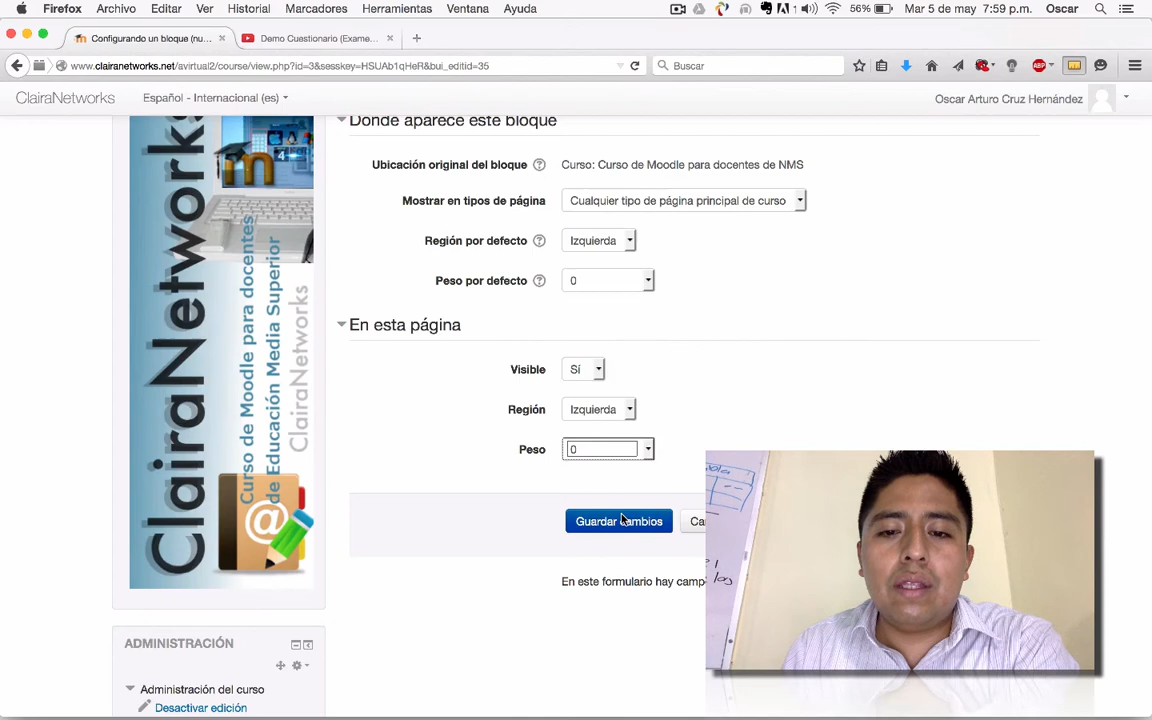 Firefox Archivo Editar Ver Historial Marcadores Herramientas Ventana Ayuda 1 56% Mar 5 de may 7:59 p.m. Oscar
Configurando un bloque (nu... Demo Cuestionario (Exame...
www.clairanetworks.net/avirtual2/course/view.php?id=3&sesskey=HSUAb1qHeR&bui_editid=35 Buscar ABP
ClairaNetworks Español - Internacional (es) Oscar Arturo Cruz Hernández
ClairaNetworks
Curso de Moodle para docentes
de Educación Media Superior
ClairaNetworks
Donde aparece este bloque
Ubicación original del bloque Curso: Curso de Moodle para docentes de NMS
Mostrar en tipos de página Cualquier tipo de página principal de curso
Región por defecto Izquierda
Peso por defecto 0
En esta página
Visible Sí
Región Izquierda
Peso 0
Guardar cambios Ca
En este formulario hay camp
los
ADMINISTRACIÓN
Administración del curso
Desactivar edición